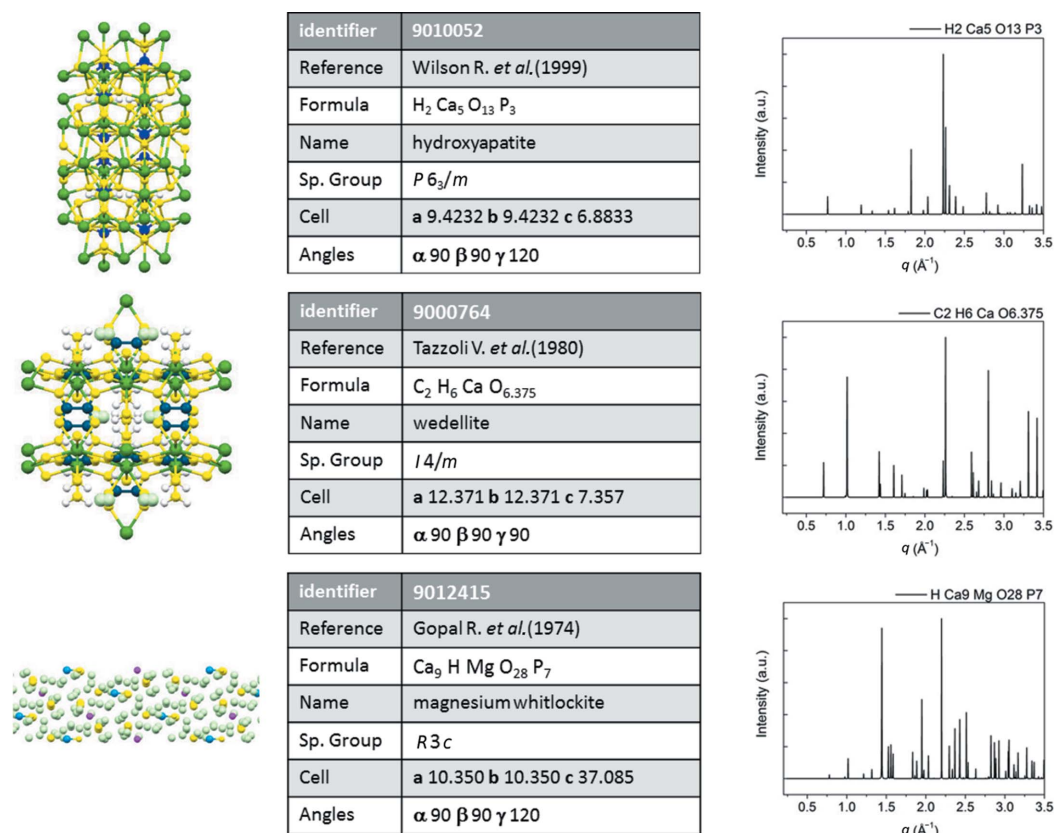 identifier 9010052
Reference Wilson R. et al.(1999)
Formula H₂ Ca₅ O₁₃ P₃
Name hydroxyapatite
Sp. Group P 6₃/m
Cell a 9.4232 b 9.4232 c 6.8833
Angles α 90 β 90 γ 120
H2 Ca5 O13 P3
Intensity (a.u.)
0.5 1.0 1.5 2.0 2.5 3.0 3.5
q (Å⁻¹)
identifier 9000764
Reference Tazzoli V. et al.(1980)
Formula C₂ H₆ Ca O₆.₃₇₅
Name wedellite
Sp. Group I 4/m
Cell a 12.371 b 12.371 c 7.357
Angles α 90 β 90 γ 90
C2 H6 Ca O6.375
Intensity (a.u.)
0.5 1.0 1.5 2.0 2.5 3.0 3.5
q (Å⁻¹)
identifier 9012415
Reference Gopal R. et al.(1974)
Formula Ca₉ H Mg O₂₈ P₇
Name magnesium whitlockite
Sp. Group R 3 c
Cell a 10.350 b 10.350 c 37.085
Angles α 90 β 90 γ 120
H Ca9 Mg O28 P7
Intensity (a.u.)
0.5 1.0 1.5 2.0 2.5 3.0 3.5
q (Å⁻¹)